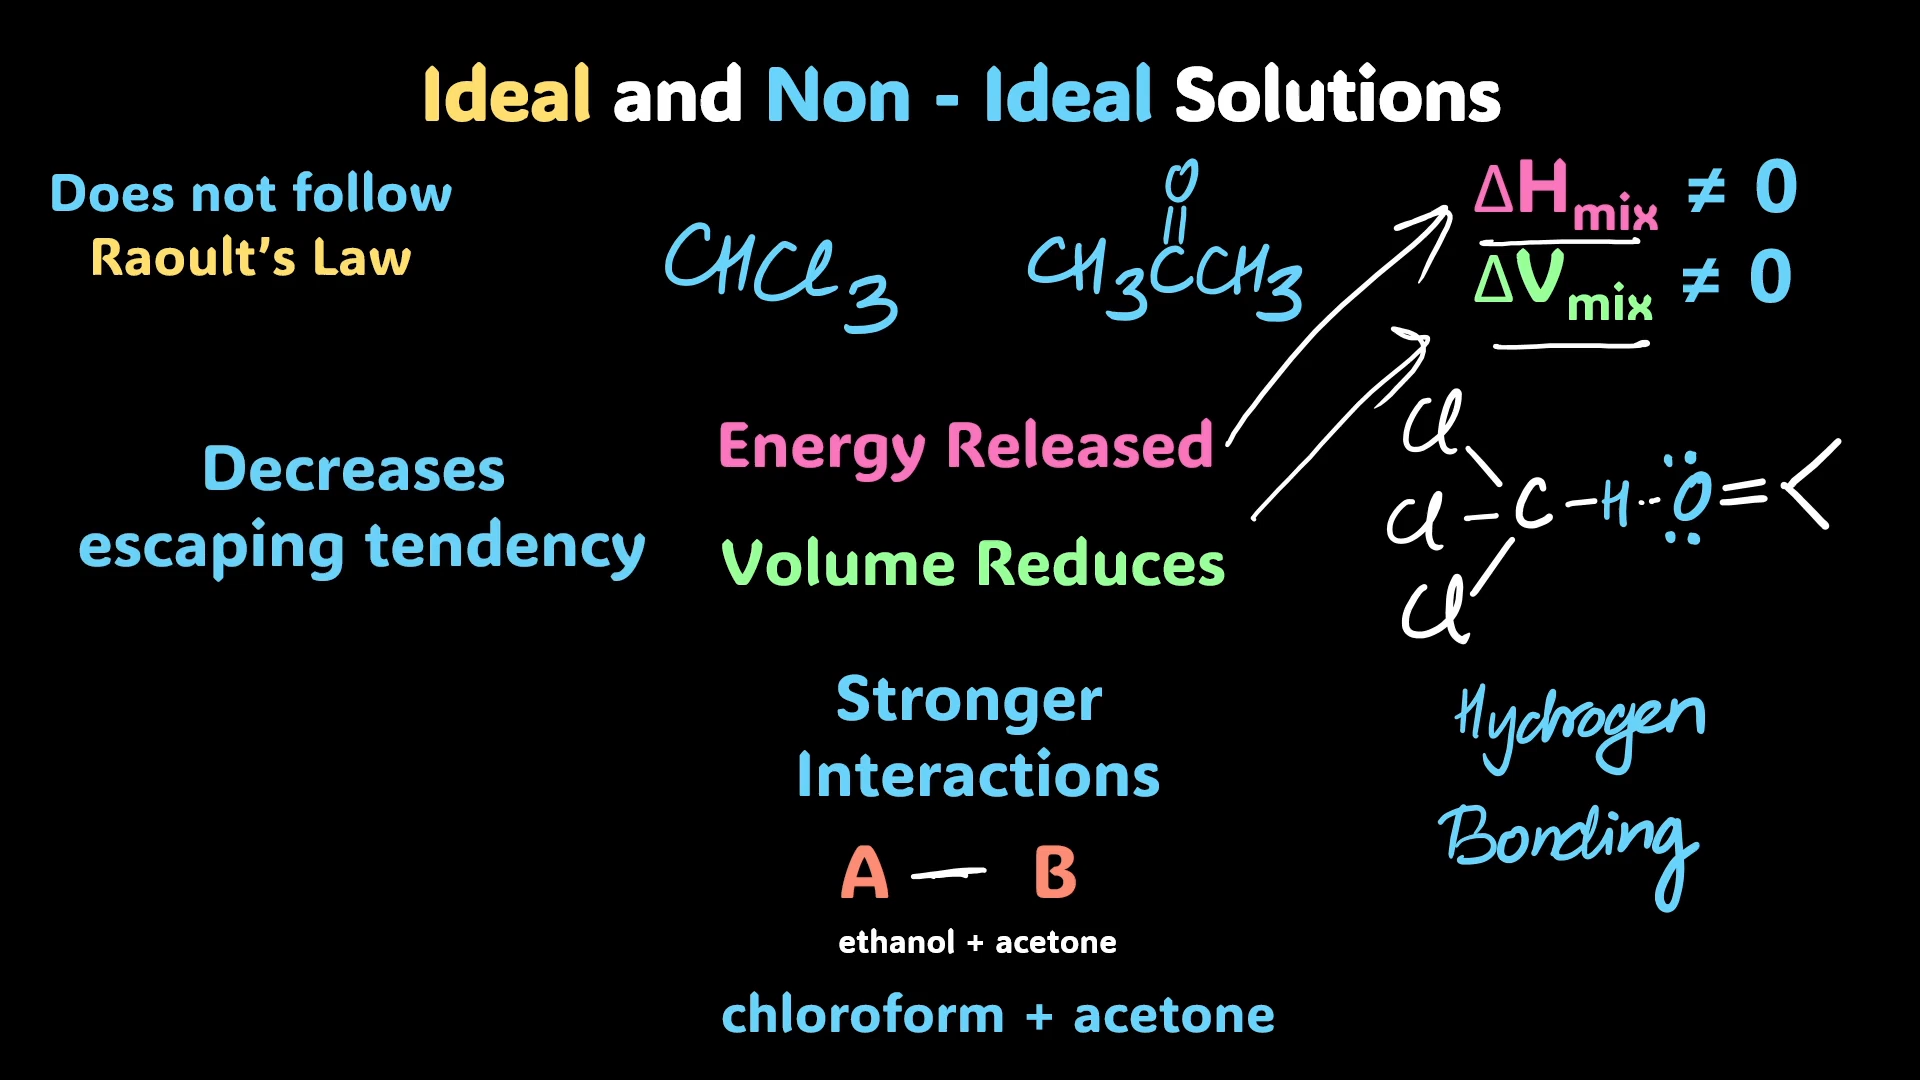 Ideal and Non - Ideal Solutions
Does not follow
Raoult's Law
CHCl3
O
CH3CCH3
ΔHmix ≠ 0
ΔVmix ≠ 0
Decreases
escaping tendency
Energy Released
Volume Reduces
Cl
Cl - C - H ... O =
Cl
Stronger
Interactions
A — B
ethanol + acetone
chloroform + acetone
Hydrogen
Bonding